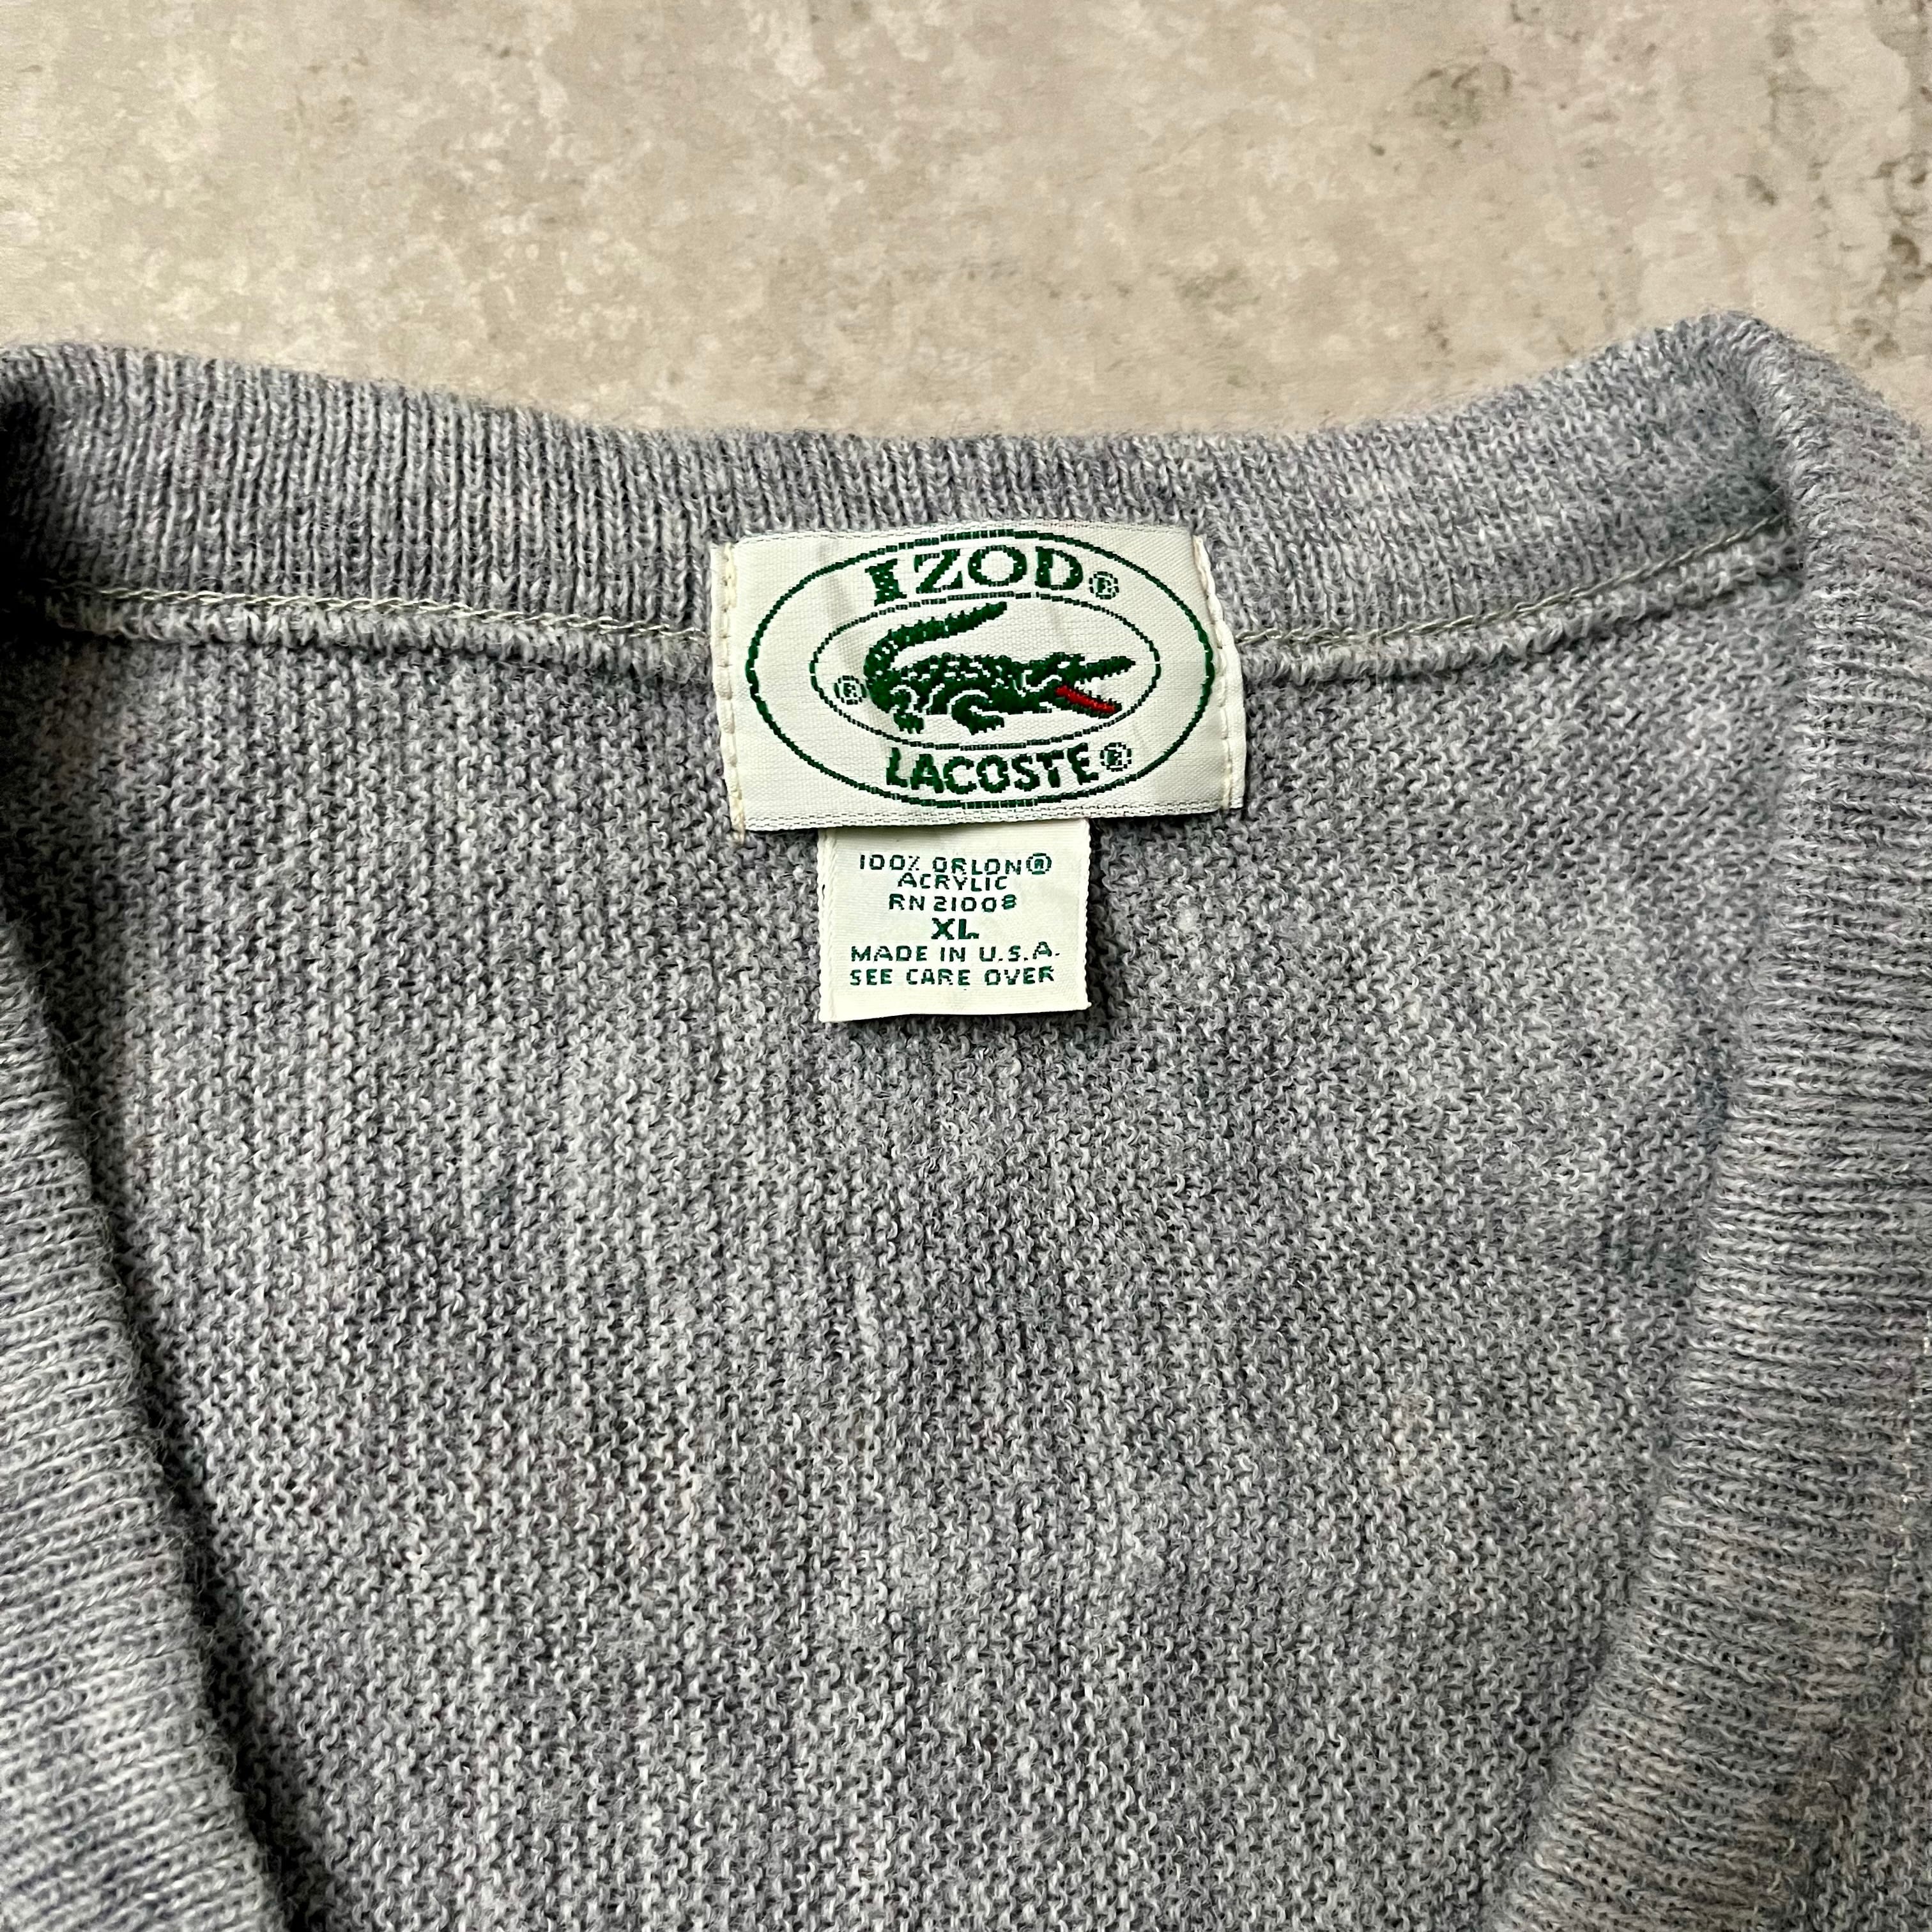 IZOD®
®
LACOSTE®
100% ORLON®
ACRYLIC
RN 21008
XL
MADE IN U.S.A.
SEE CARE OVER